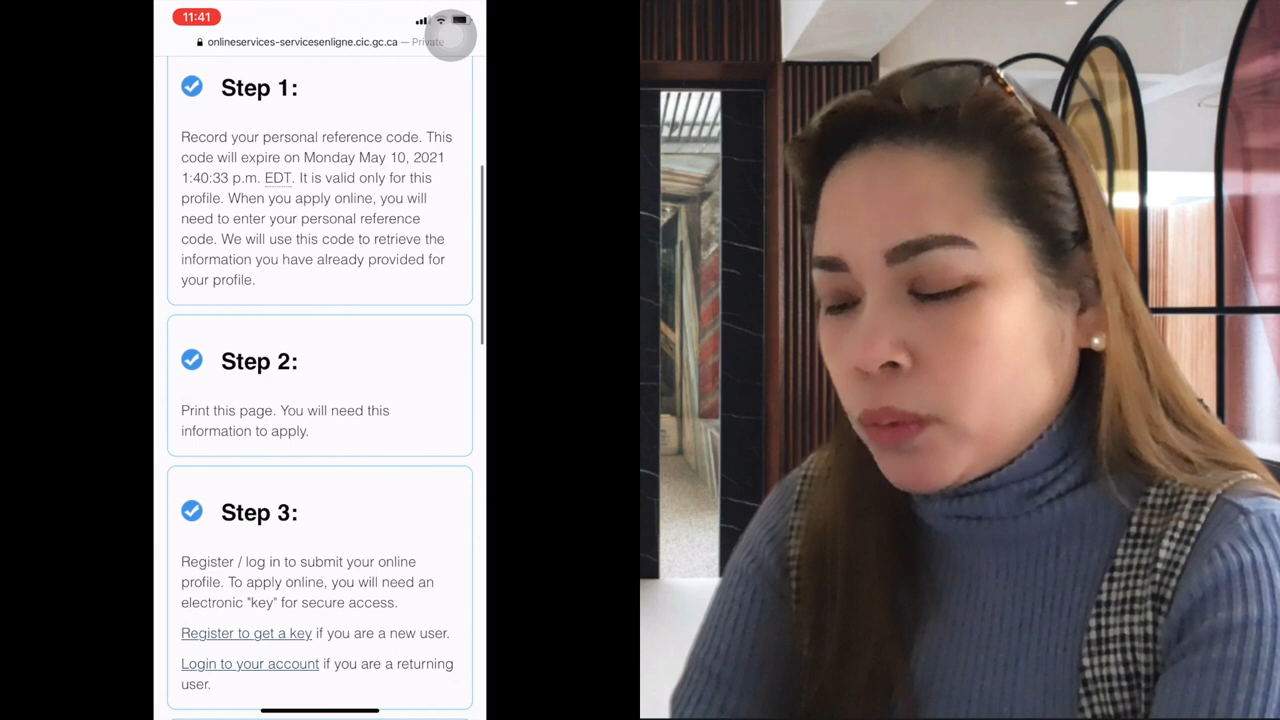 11:41
onlineservices-servicesenligne.cic.gc.ca — Private
Step 1:
Record your personal reference code. This
code will expire on Monday May 10, 2021
1:40:33 p.m. EDT. It is valid only for this
profile. When you apply online, you will
need to enter your personal reference
code. We will use this code to retrieve the
information you have already provided for
your profile.
Step 2:
Print this page. You will need this
information to apply.
Step 3:
Register / log in to submit your online
profile. To apply online, you will need an
electronic "key" for secure access.
Register to get a key if you are a new user.
Login to your account if you are a returning
user.